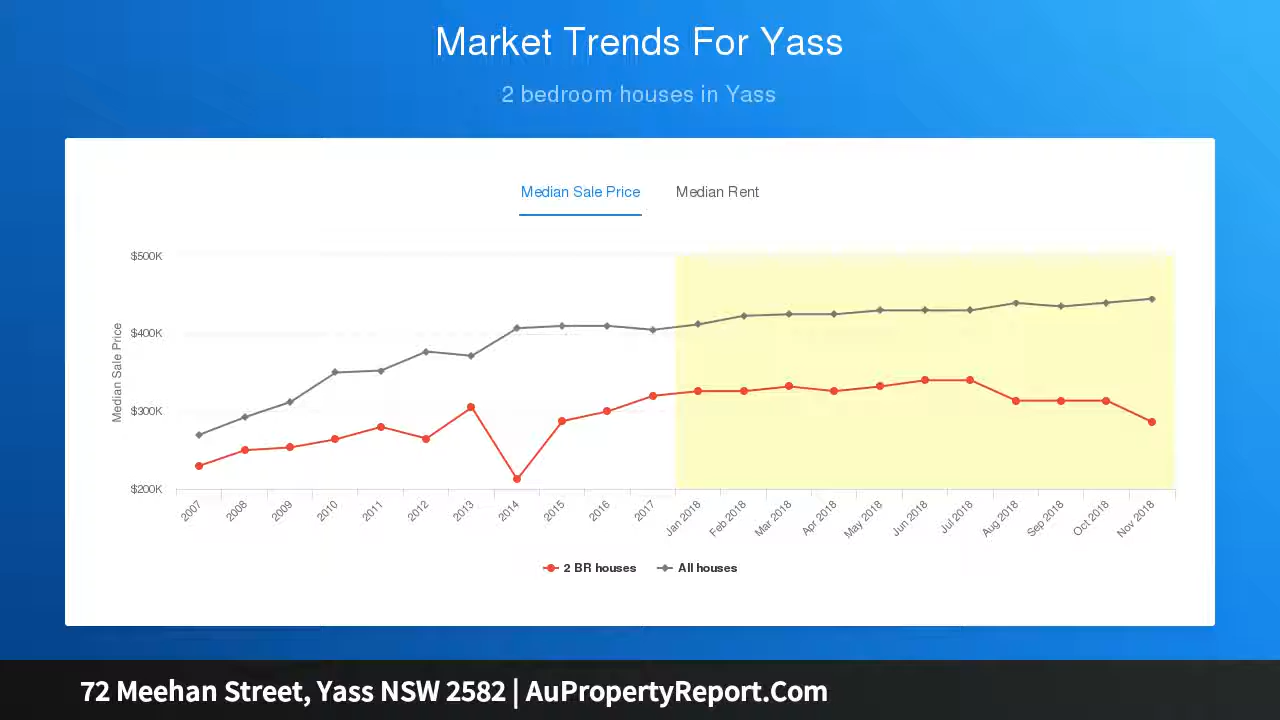 Market Trends For Yass
2 bedroom houses in Yass
Median Sale Price Median Rent
$500K
$400K
$300K
$200K
Median Sale Price
2007 2008 2009 2010 2011 2012 2013 2014 2015 2016 2017 Jan 2018 Feb 2018 Mar 2018 Apr 2018 May 2018 Jun 2018 Jul 2018 Aug 2018 Sep 2018 Oct 2018 Nov 2018
2 BR houses All houses
72 Meehan Street, Yass NSW 2582 | AuPropertyReport.Com